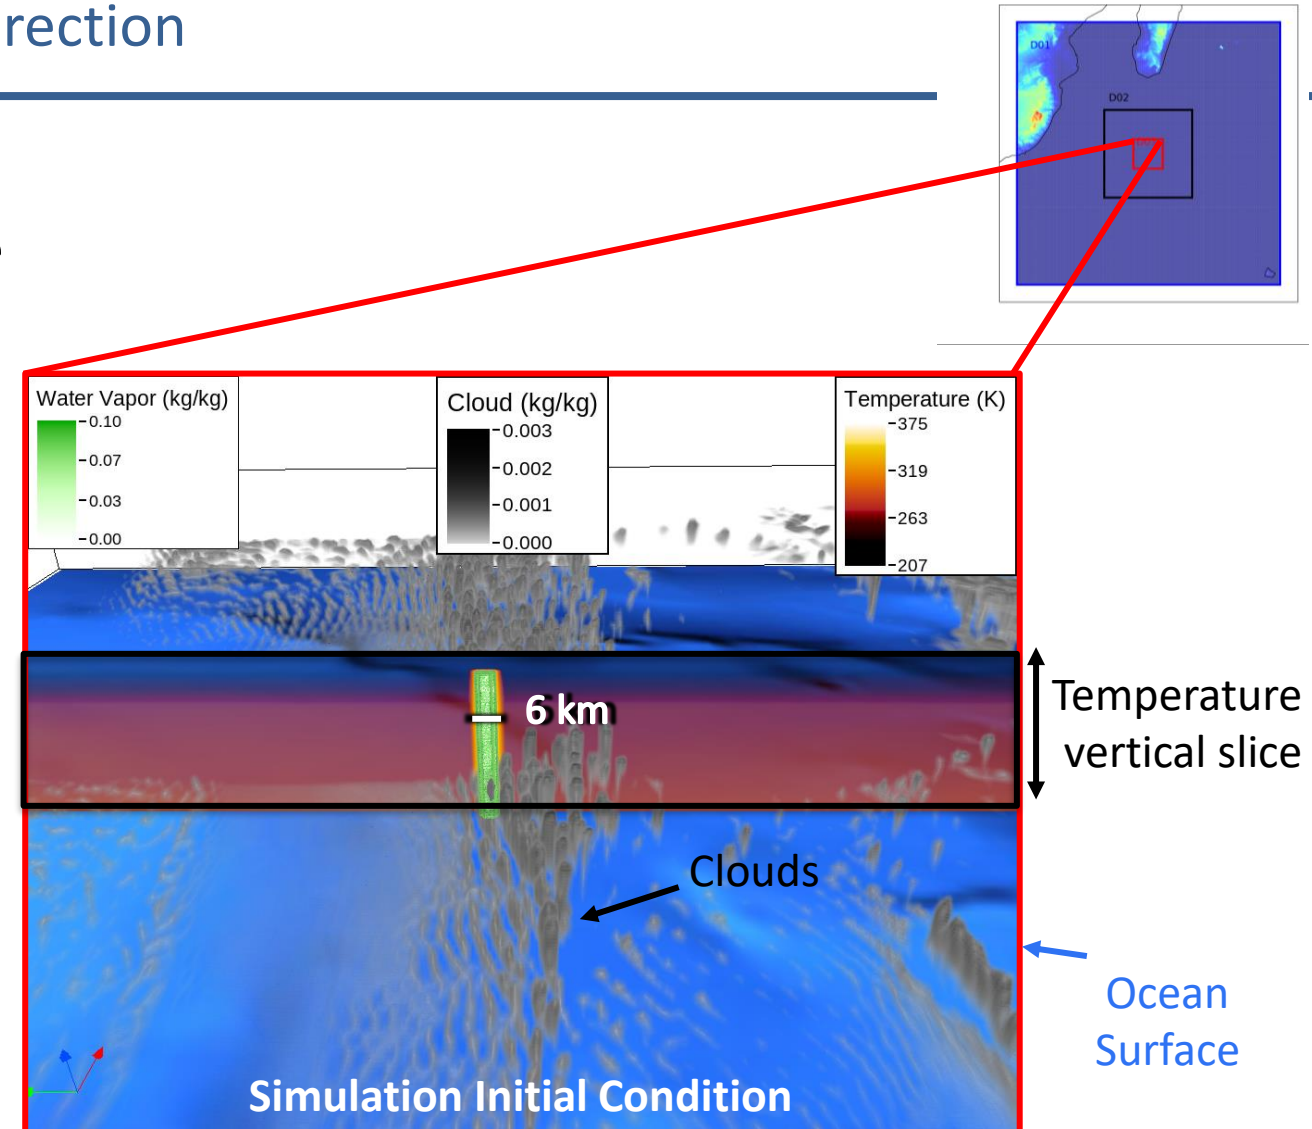 rection
D01
D02
Water Vapor (kg/kg)
0.10
0.07
0.03
0.00
Cloud (kg/kg)
0.003
0.002
0.001
0.000
Temperature (K)
375
319
263
207
6 km
Temperature
vertical slice
Clouds
Ocean
Surface
Simulation Initial Condition